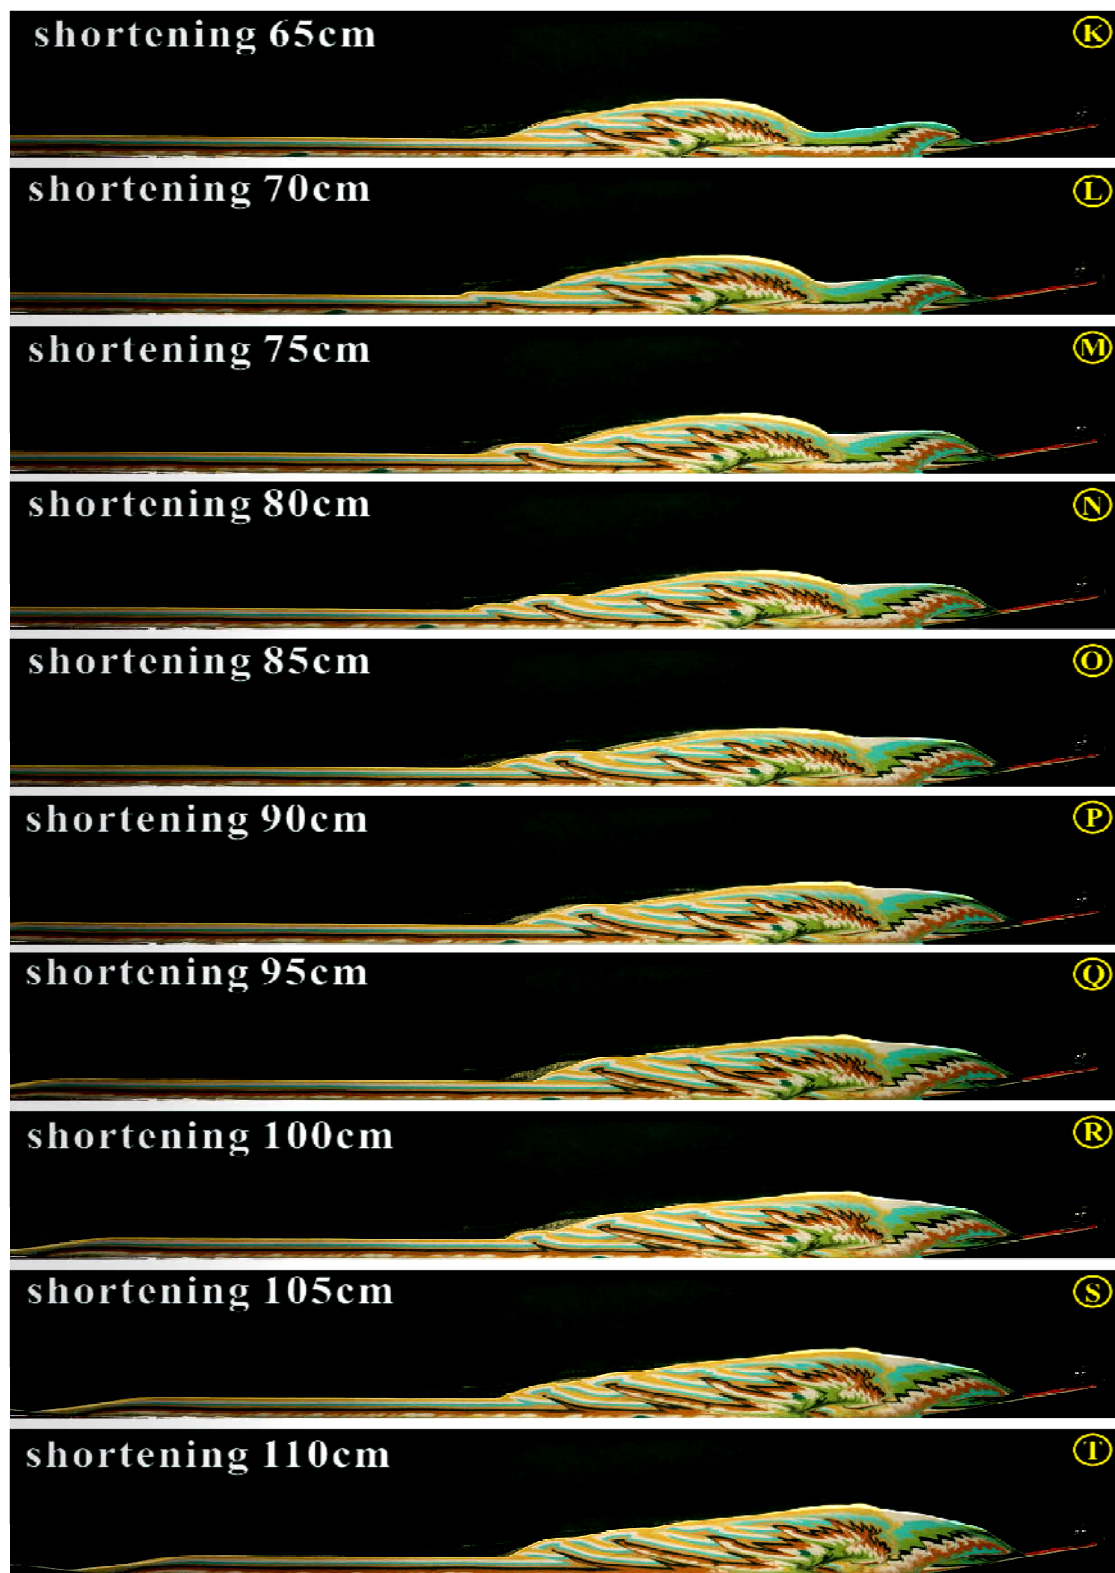 shortening 65cm K
shortening 70cm L
shortening 75cm M
shortening 80cm N
shortening 85cm O
shortening 90cm P
shortening 95cm Q
shortening 100cm R
shortening 105cm S
shortening 110cm T